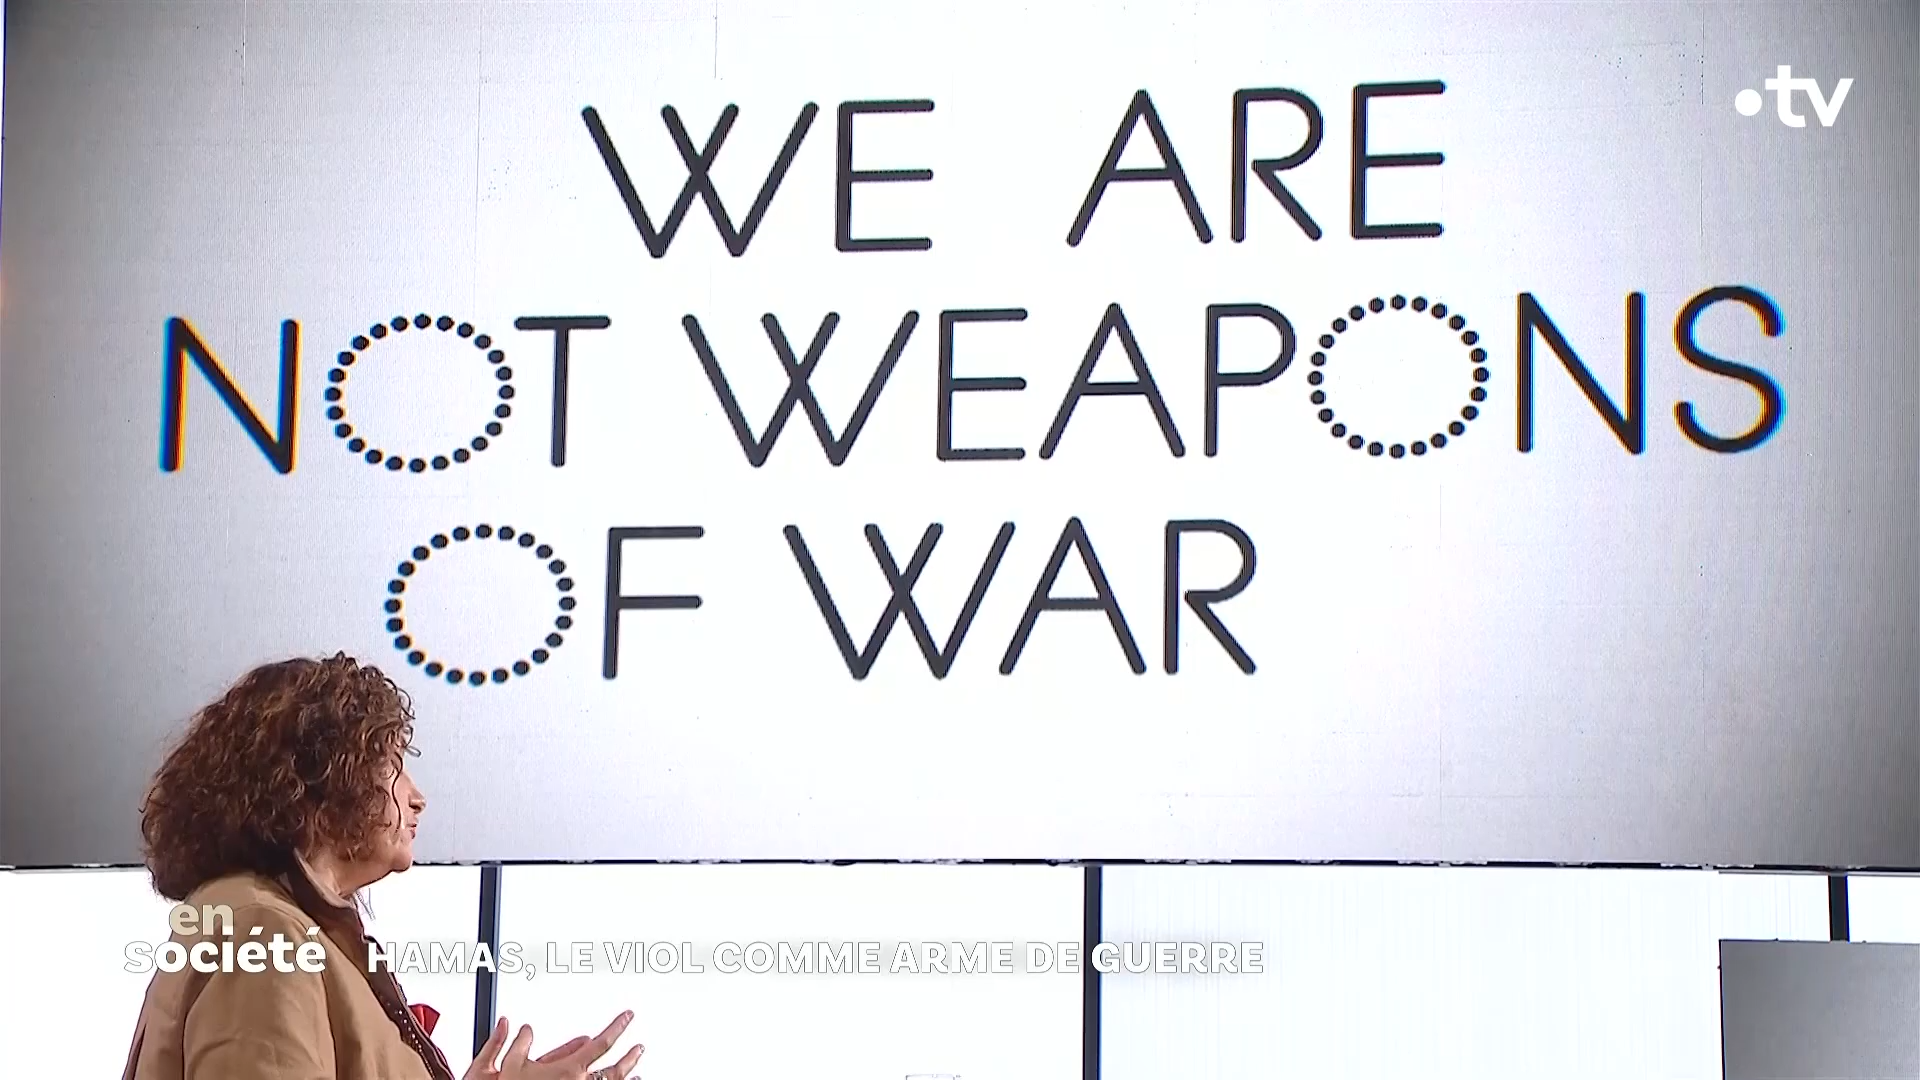 WE ARE
NOT WEAPONS
OF WAR
•tv
en
société
HAMAS, LE VIOL COMME ARME DE GUERRE